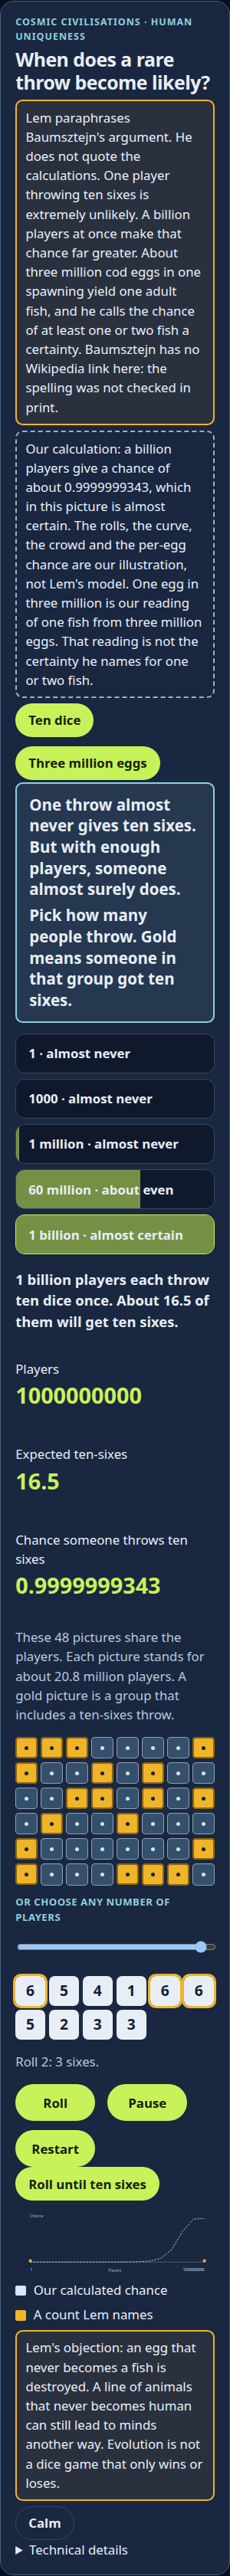 COSMIC CIVILISATIONS · HUMAN
UNIQUENESS
When does a rare
throw become likely?
Lem paraphrases
Baumsztejn's argument. He
does not quote the
calculations. One player
throwing ten sixes is
extremely unlikely. A billion
players at once make that
chance far greater. About
three million cod eggs in one
spawning yield one adult
fish, and he calls the chance
of at least one or two fish a
certainty. Baumsztejn has no
Wikipedia link here: the
spelling was not checked in
print.
Our calculation: a billion
players give a chance of
about 0.9999999343, which
in this picture is almost
certain. The rolls, the curve,
the crowd and the per-egg
chance are our illustration,
not Lem's model. One egg in
three million is our reading
of one fish from three million
eggs. That reading is not the
certainty he names for one
or two fish.
Ten dice
Three million eggs
One throw almost
never gives ten sixes.
But with enough
players, someone
almost surely does.
Pick how many
people throw. Gold
means someone in
that group got ten
sixes.
1 · almost never
1000 · almost never
1 million · almost never
60 million · about even
1 billion · almost certain
1 billion players each throw
ten dice once. About 16.5 of
them will get ten sixes.
Players
1000000000
Expected ten-sixes
16.5
Chance someone throws ten
sixes
0.9999999343
These 48 pictures share the
players. Each picture stands for
about 20.8 million players. A
gold picture is a group that
includes a ten-sixes throw.
OR CHOOSE ANY NUMBER OF
PLAYERS
6 5 4 1 6 6
5 2 3 3
Roll 2: 3 sixes.
Roll Pause
Restart
Roll until ten sixes
Chance
1 Players 1000000000
Our calculated chance
A count Lem names
Lem's objection: an egg that
never becomes a fish is
destroyed. A line of animals
that never becomes human
can still lead to minds
another way. Evolution is not
a dice game that only wins or
loses.
Calm
Technical details